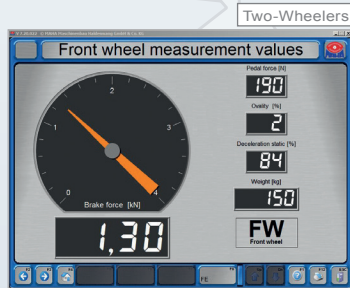 Two-Wheelers
Front wheel measurement values
0
1
2
3
4
Brake force [kN]
1,30
Pedal force [N]
190
Ovality [%]
2
Deceleration static [%]
84
Weight [kg]
150
FW
Front wheel
FE